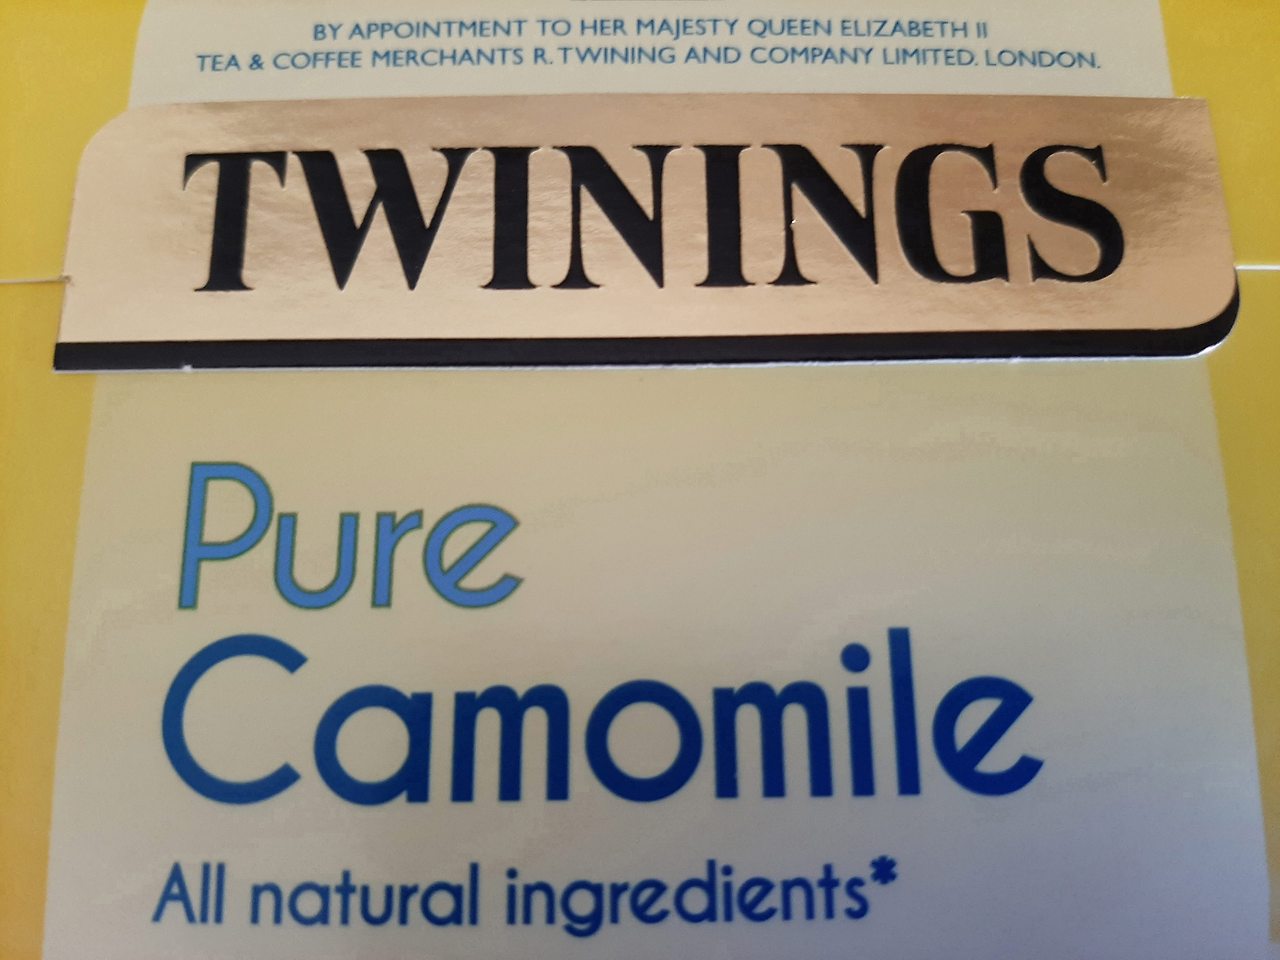 BY APPOINTMENT TO HER MAJESTY QUEEN ELIZABETH II
TEA & COFFEE MERCHANTS R. TWINING AND COMPANY LIMITED. LONDON.
TWININGS
Pure
Camomile
All natural ingredients*